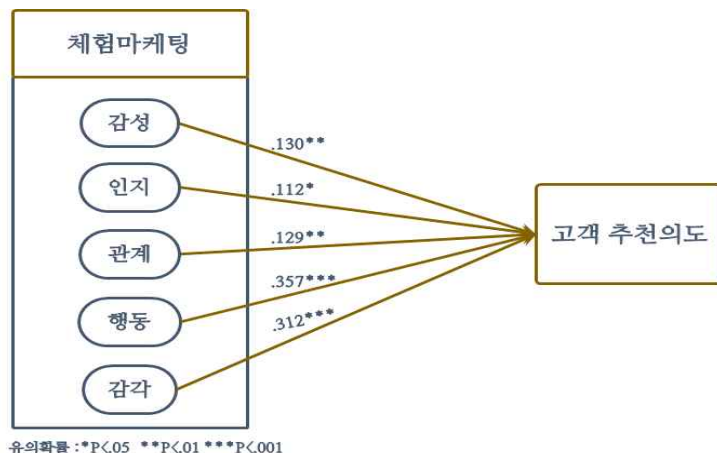 체험마케팅
감성
.130**
인지
.112*
관계
.129**
고객 추천의도
행동
.357***
감각
.312***
유의확률 :*P<.05 **P<.01 ***P<.001